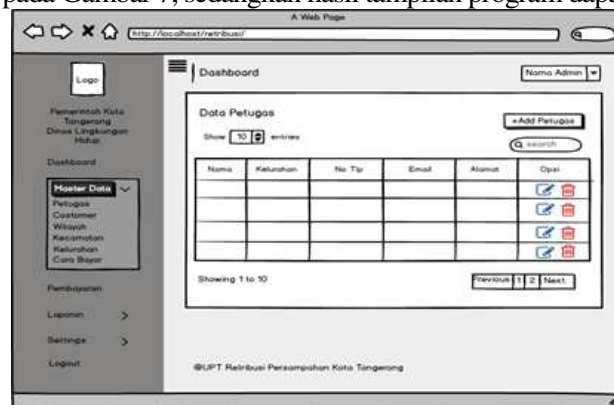 pada Gambar 7, sedangkan hasil tampilan program dapa
A Web Page
http://localhost/retribusi/
Logo
Pemerintah Kota
Tangerang
Dinas Lingkungan
Hidup
Dashboard
Master Data
Petugas
Customer
Wilayah
Kecamatan
Kelurahan
Cara Bayar
Pembayaran
Laporan >
Settings >
Logout
Dashboard
Nama Admin
Data Petugas
+Add Petugas
Show 10 entries
search
Nama Kelurahan No Tlp Email Alamat Opsi
Showing 1 to 10
Previous 1 2 Next
@UPT Retribusi Persampahan Kota Tangerang